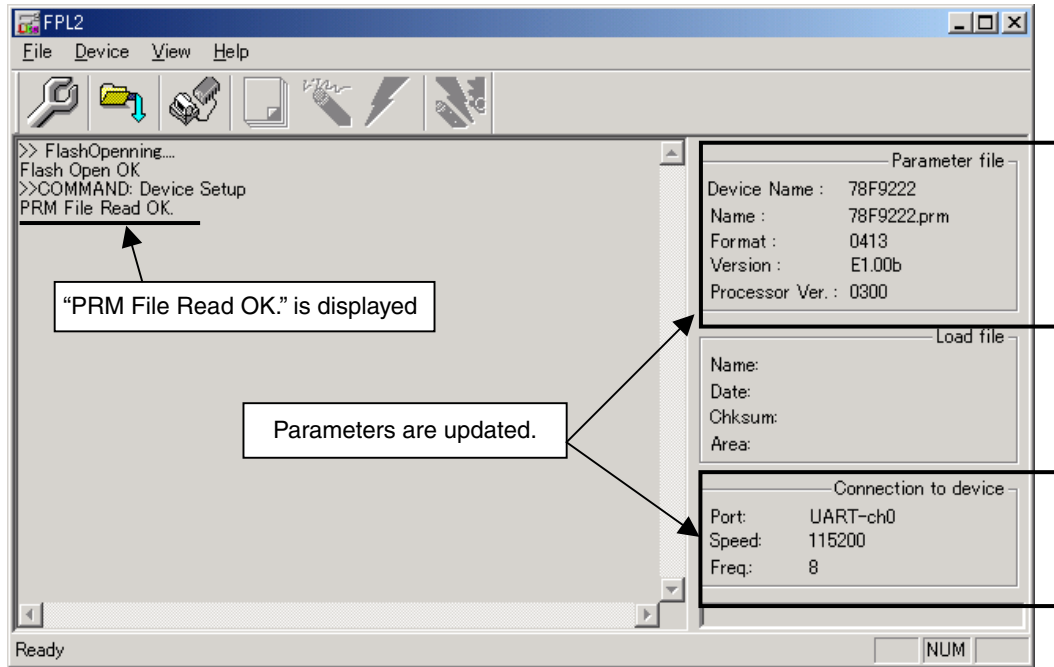 FPL2
File Device View Help
>> FlashOpenning....
Flash Open OK
>>COMMAND: Device Setup
PRM File Read OK.
“PRM File Read OK.” is displayed
Parameters are updated.
Parameter file
Device Name : 78F9222
Name : 78F9222.prm
Format : 0413
Version : E1.00b
Processor Ver. : 0300
Load file
Name:
Date:
Chksum:
Area:
Connection to device
Port: UART-ch0
Speed: 115200
Freq.: 8
Ready
NUM